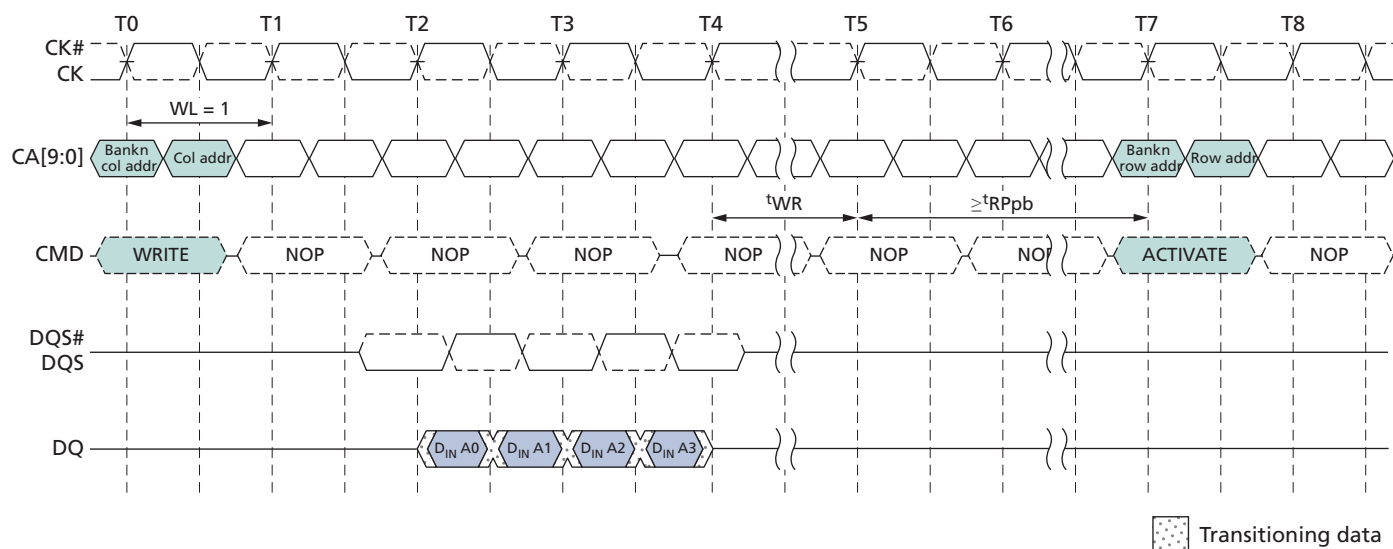 T0 T1 T2 T3 T4 T5 T6 T7 T8
CK#
CK
WL = 1
CA[9:0]
Bankn
col addr
Col addr
Bankn
row addr
Row addr
tWR
≥tRPpb
CMD
WRITE NOP NOP NOP NOP NOP NOP ACTIVATE NOP
DQS#
DQS
DQ
DIN A0 DIN A1 DIN A2 DIN A3
Transitioning data